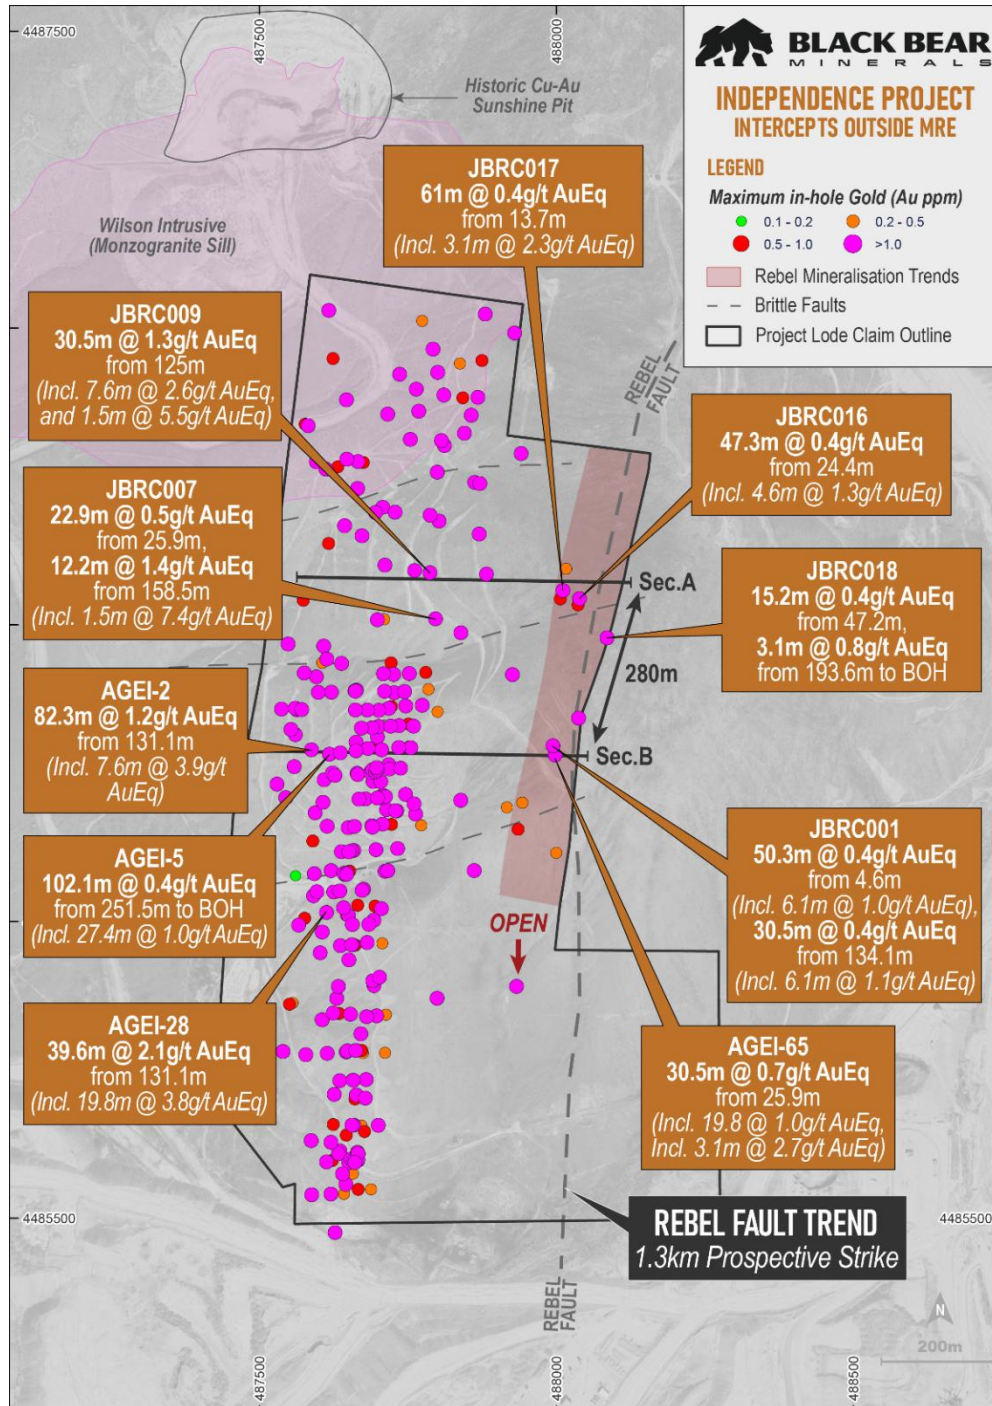 4487500
487500
488000
BLACK BEAR
MINERALS
INDEPENDENCE PROJECT
INTERCEPTS OUTSIDE MRE
LEGEND
Maximum in-hole Gold (Au ppm)
0.1 - 0.2
0.2 - 0.5
0.5 - 1.0
>1.0
Rebel Mineralisation Trends
Brittle Faults
Project Lode Claim Outline
Historic Cu-Au
Sunshine Pit
Wilson Intrusive
(Monzogranite Sill)
JBRC017
61m @ 0.4g/t AuEq
from 13.7m
(Incl. 3.1m @ 2.3g/t AuEq)
JBRC009
30.5m @ 1.3g/t AuEq
from 125m
(Incl. 7.6m @ 2.6g/t AuEq,
and 1.5m @ 5.5g/t AuEq)
REBEL
FAULT
JBRC016
47.3m @ 0.4g/t AuEq
from 24.4m
(Incl. 4.6m @ 1.3g/t AuEq)
JBRC007
22.9m @ 0.5g/t AuEq
from 25.9m,
12.2m @ 1.4g/t AuEq
from 158.5m
(Incl. 1.5m @ 7.4g/t AuEq)
Sec.A
JBRC018
15.2m @ 0.4g/t AuEq
from 47.2m,
3.1m @ 0.8g/t AuEq
from 193.6m to BOH
280m
AGEI-2
82.3m @ 1.2g/t AuEq
from 131.1m
(Incl. 7.6m @ 3.9g/t
AuEq)
Sec.B
JBRC001
50.3m @ 0.4g/t AuEq
from 4.6m
(Incl. 6.1m @ 1.0g/t AuEq),
30.5m @ 0.4g/t AuEq
from 134.1m
(Incl. 6.1m @ 1.1g/t AuEq)
AGEI-5
102.1m @ 0.4g/t AuEq
from 251.5m to BOH
(Incl. 27.4m @ 1.0g/t AuEq)
OPEN
AGEI-28
39.6m @ 2.1g/t AuEq
from 131.1m
(Incl. 19.8m @ 3.8g/t AuEq)
AGEI-65
30.5m @ 0.7g/t AuEq
from 25.9m
(Incl. 19.8 @ 1.0g/t AuEq,
Incl. 3.1m @ 2.7g/t AuEq)
4485500
REBEL FAULT TREND
1.3km Prospective Strike
4485500
REBEL
FAULT
N
200m
487500
488000
488500